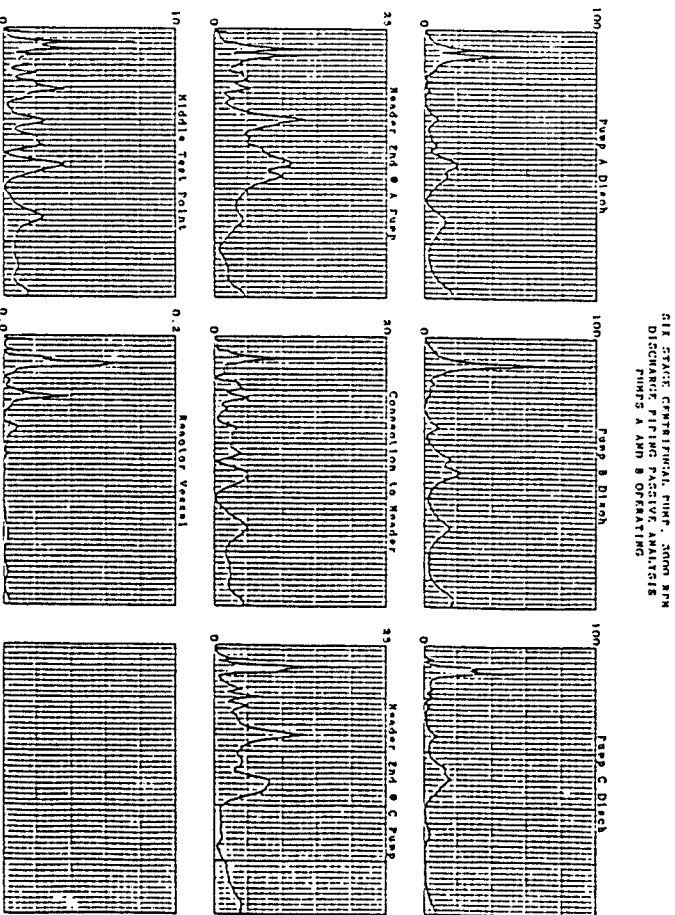 SIX STAGE CENTRIFUGAL PUMP, 3000 RPM
DISCHARGE PIPING PASSIVE ANALYSIS
PUMPS A AND B OPERATING
Pump A Disch
100
0
Pump B Disch
100
0
Pump C Disch
100
0
Header End @ A Pump
25
0
Connection to Header
20
0
Header End @ C Pump
25
0
Middle Test Point
10
0
Reactor Vessel
0.2
0.0